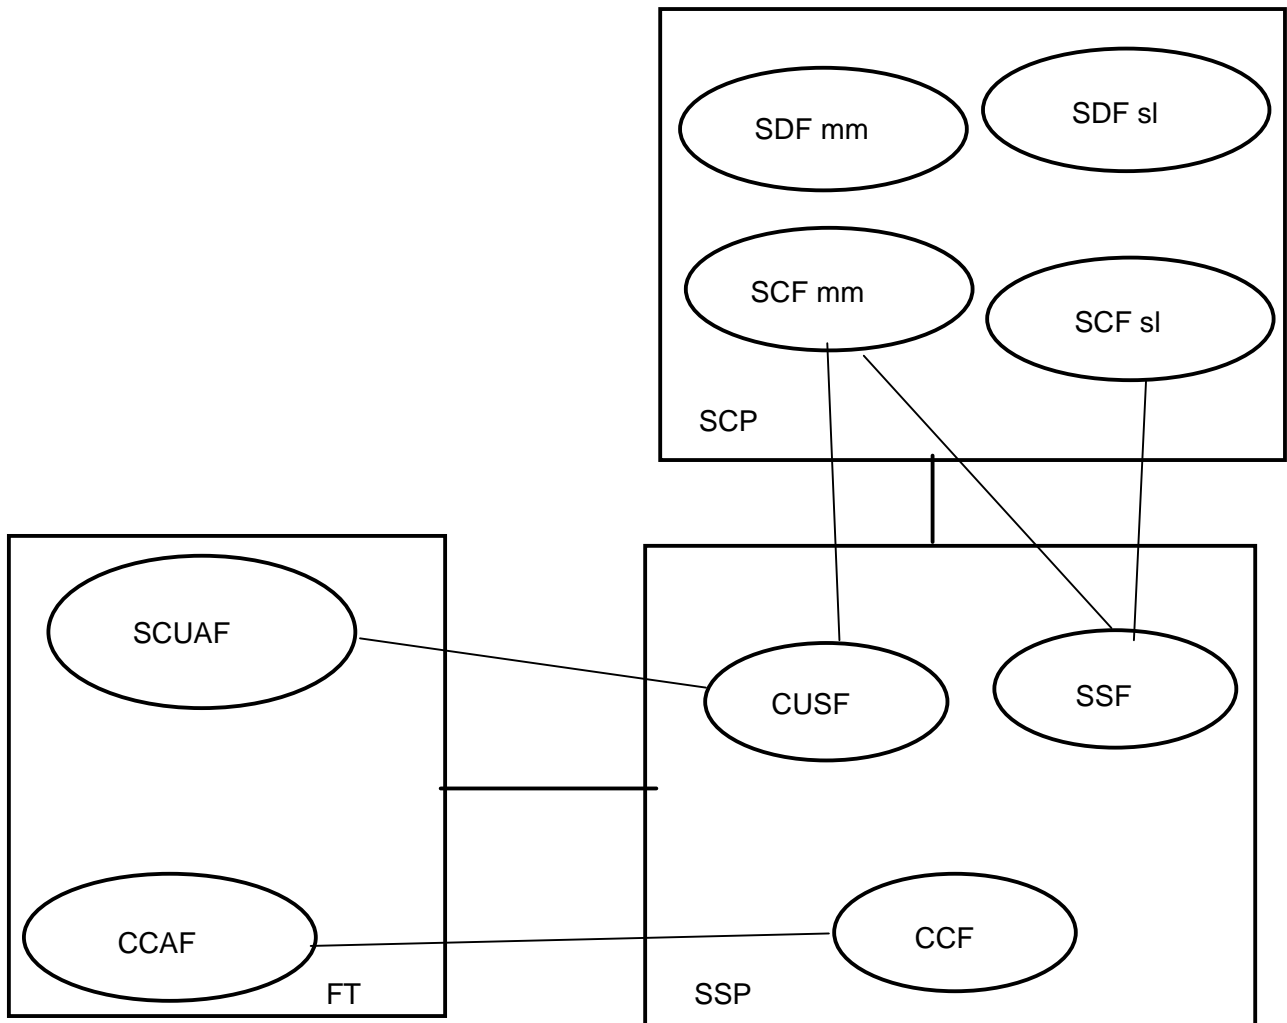 SDF mm
SDF sl
SCF mm
SCF sl
SCP
SCUAF
CUSF
SSF
CCAF
CCF
FT
SSP